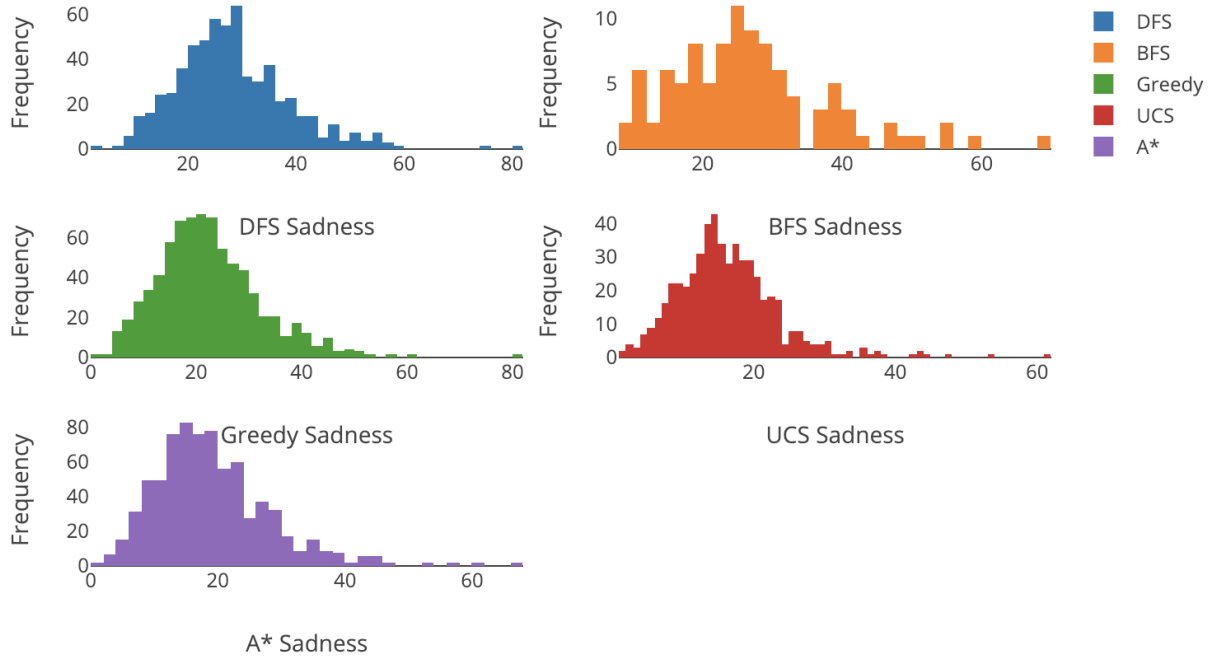 Frequency
60
40
20
0
20 40 60 80
DFS Sadness
Frequency
10
5
0
20 40 60
BFS Sadness
DFS
BFS
Greedy
UCS
A*
Frequency
60
40
20
0
0 20 40 60 80
Greedy Sadness
Frequency
40
30
20
10
0
20 40 60
UCS Sadness
Frequency
80
60
40
20
0
0 20 40 60
A* Sadness